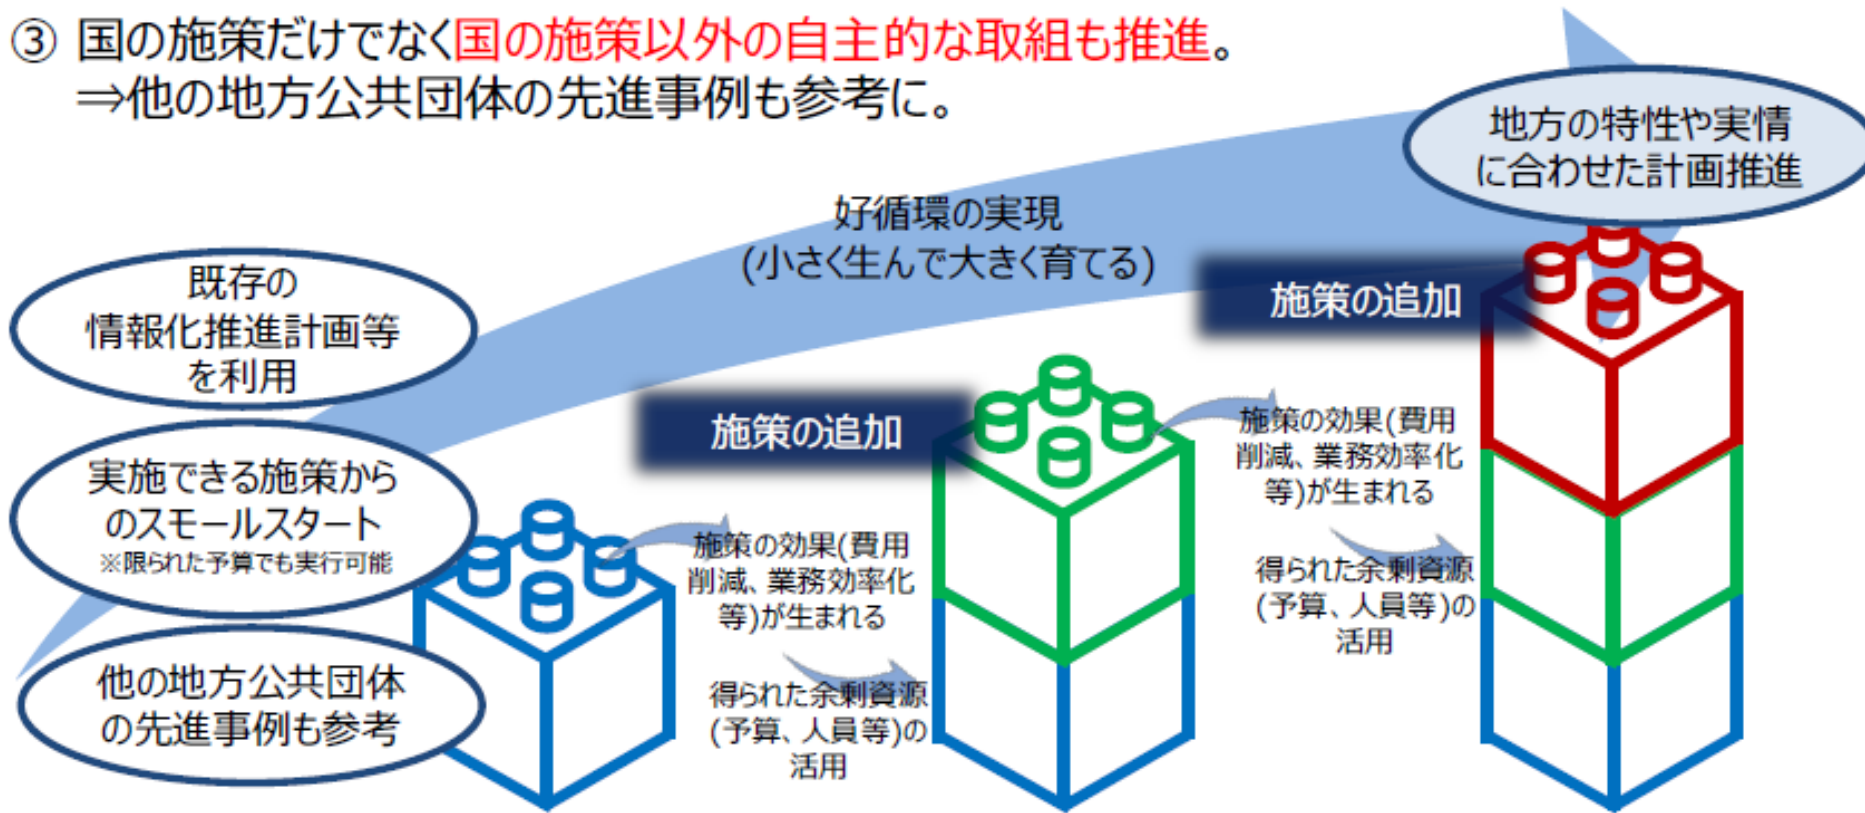 ③ 国の施策だけでなく国の施策以外の自主的な取組も推進。
⇒他の地方公共団体の先進事例も参考に。
地方の特性や実情
に合わせた計画推進
好循環の実現
(小さく生んで大きく育てる)
既存の
情報化推進計画等
を利用
実施できる施策から
のスモールスタート
※限られた予算でも実行可能
他の地方公共団体
の先進事例も参考
施策の追加
施策の効果(費用
削減、業務効率化
等)が生まれる
得られた余剰資源
(予算、人員等)の
活用
施策の追加
施策の効果(費用
削減、業務効率化
等)が生まれる
得られた余剰資源
(予算、人員等)の
活用